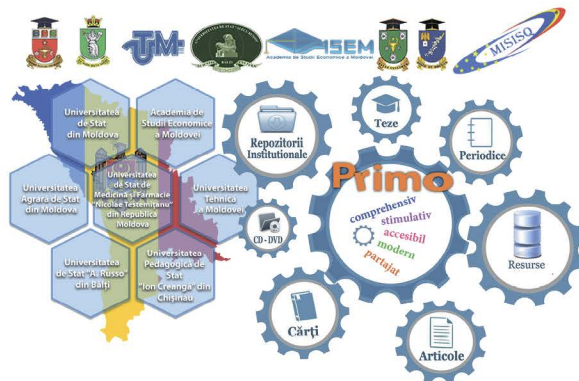 UTM
ASEM
Academia de Studii Economice a Moldovei
MISISQ
Universitatea
de Stat
din Moldova
Academia de
Studii Economice
a Moldovei
Universitatea
Agrara de Stat
din Moldova
Universitatea
de Stat de
Medicină și Farmacie
"Nicolae Testemițanu"
din Republica
Moldova
Universitatea
Tehnica
a Moldovei
Universitatea
de Stat "A. Russo"
din Bălți
Universitatea
Pedagogica de
Stat
"Ion Creangă" din
Chișinău
Repozitorii
Instituționale
Teze
Periodice
CD - DVD
Primo
comprehensiv
stimulativ
accesibil
modern
partajat
Resurse
Cărți
Articole